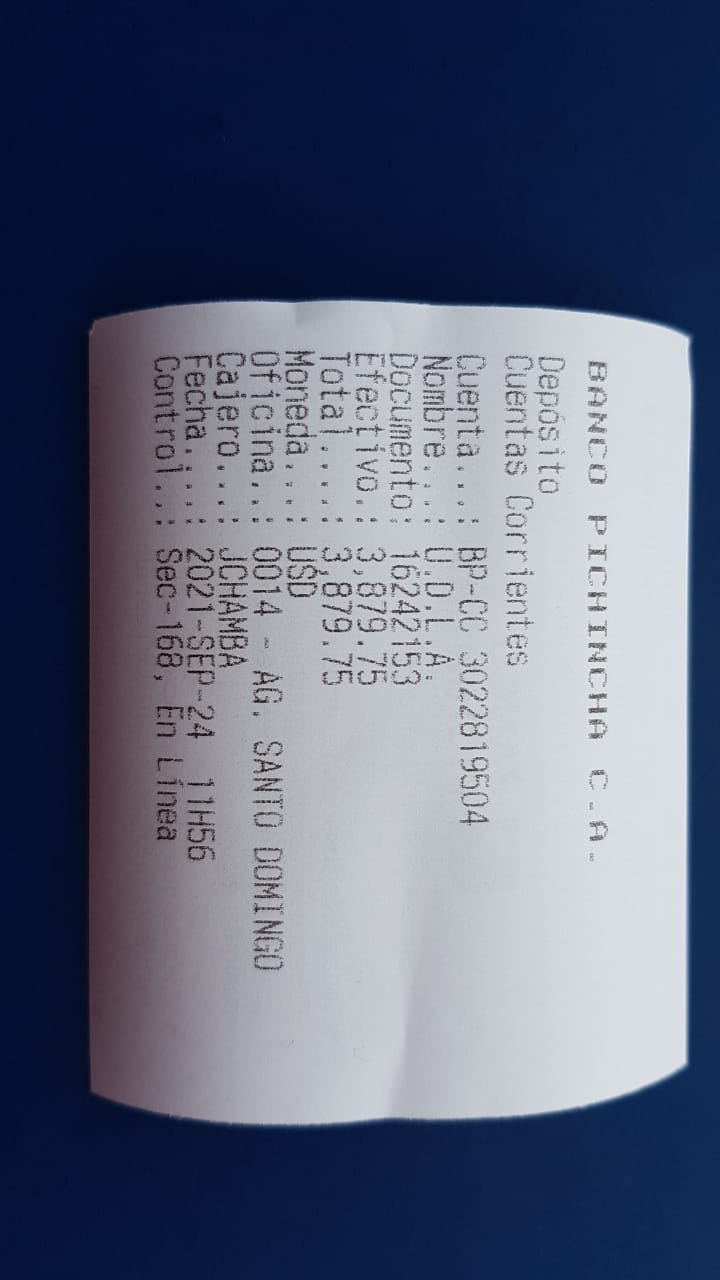 BANCO PICHINCHA C.A.
Depósito
Cuentas Corrientes
Cuenta...: BP-CC 3022819504
Nombre...: U.D.L.A.
Documento: 16242153
Efectivo.: 3,879.75
Total....: 3,879.75
Moneda...: USD
Oficina..: 0014 - AG. SANTO DOMINGO
Cajero...: JCHAMBA
Fecha....: 2021-SEP-24 11H56
Control..: Sec-168, En Línea